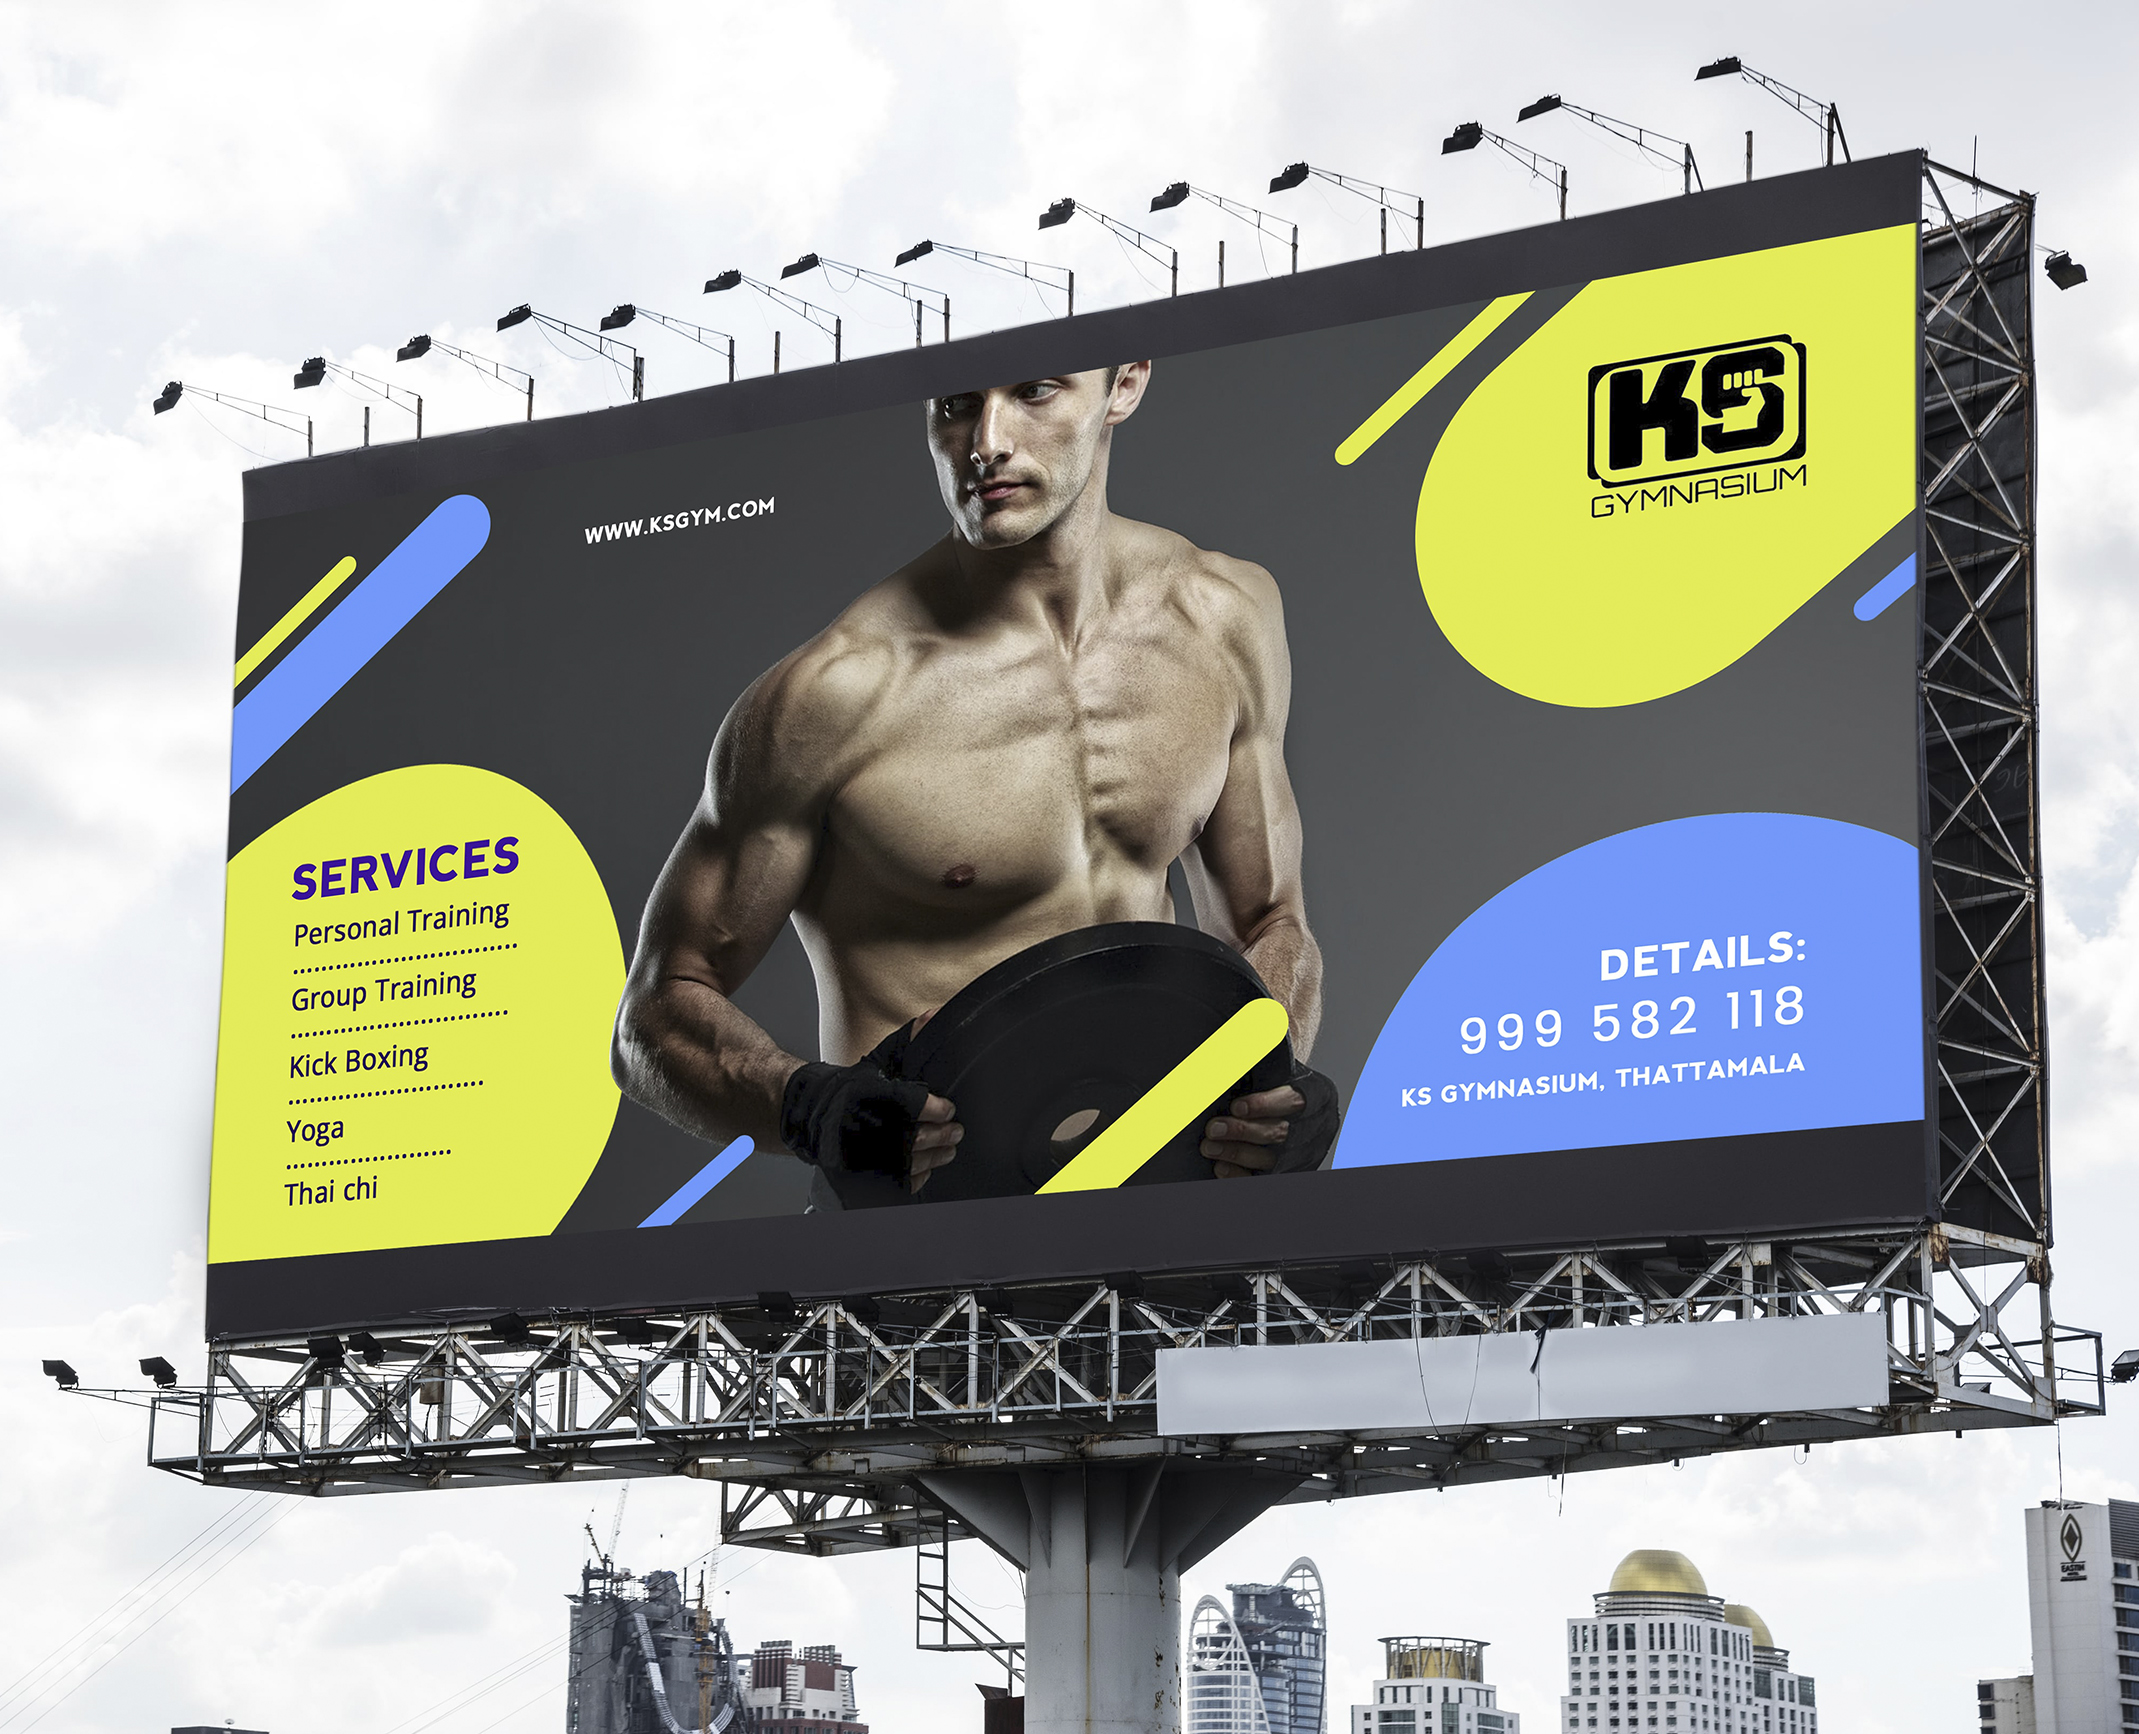 WWW.KSGYM.COM
KS
GYMNASIUM
SERVICES
Personal Training
Group Training
Kick Boxing
Yoga
Thai chi
DETAILS:
999 582 118
KS GYMNASIUM, THATTAMALA
EASTIN